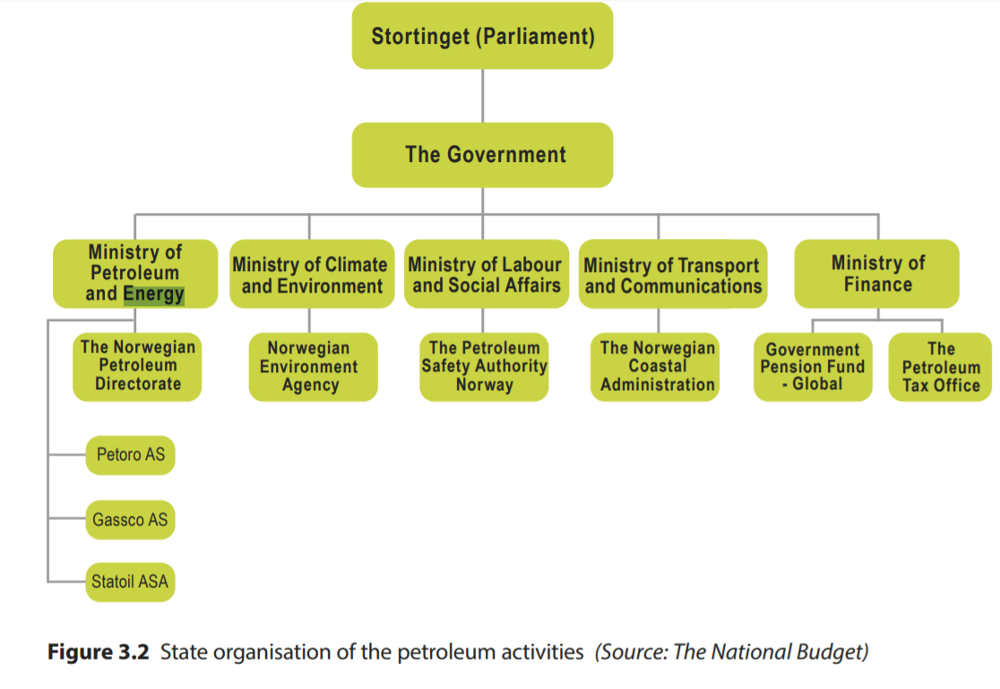 Stortinget (Parliament)
The Government
Ministry of
Petroleum
and Energy
Ministry of Climate
and Environment
Ministry of Labour
and Social Affairs
Ministry of Transport
and Communications
Ministry of
Finance
The Norwegian
Petroleum
Directorate
Norwegian
Environment
Agency
The Petroleum
Safety Authority
Norway
The Norwegian
Coastal
Administration
Government
Pension Fund
- Global
The
Petroleum
Tax Office
Petoro AS
Gassco AS
Statoil ASA
Figure 3.2 State organisation of the petroleum activities (Source: The National Budget)